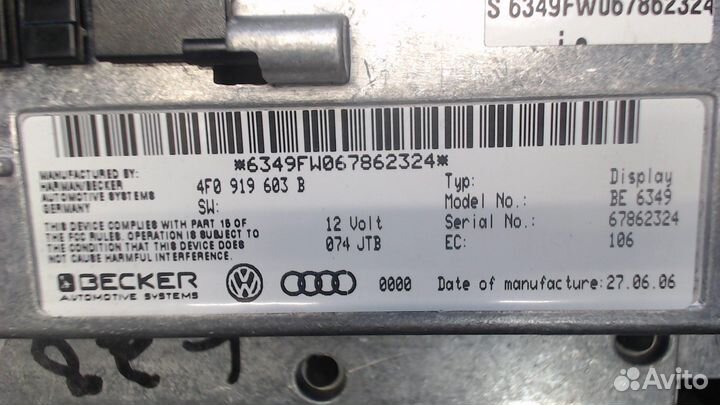 S 6349FW067862324
*6349FW067862324*
MANUFACTURED BY:
HARMAN/BECKER
AUTOMOTIVE SYSTEMS
GERMANY
4F0 919 603 B
SW:
Typ: Display
Model No.: BE 6349
Serial No.: 67862324
EC: 106
THIS DEVICE COMPLIES WITH PART 15 OF
THE FCC RULES. OPERATION IS SUBJECT TO
THE CONDITION THAT THIS DEVICE DOES
NOT CAUSE HARMFUL INTERFERENCE.
12 Volt
074 JTB
BECKER
AUTOMOTIVE SYSTEMS
0000
Date of manufacture: 27.06.06
Avito